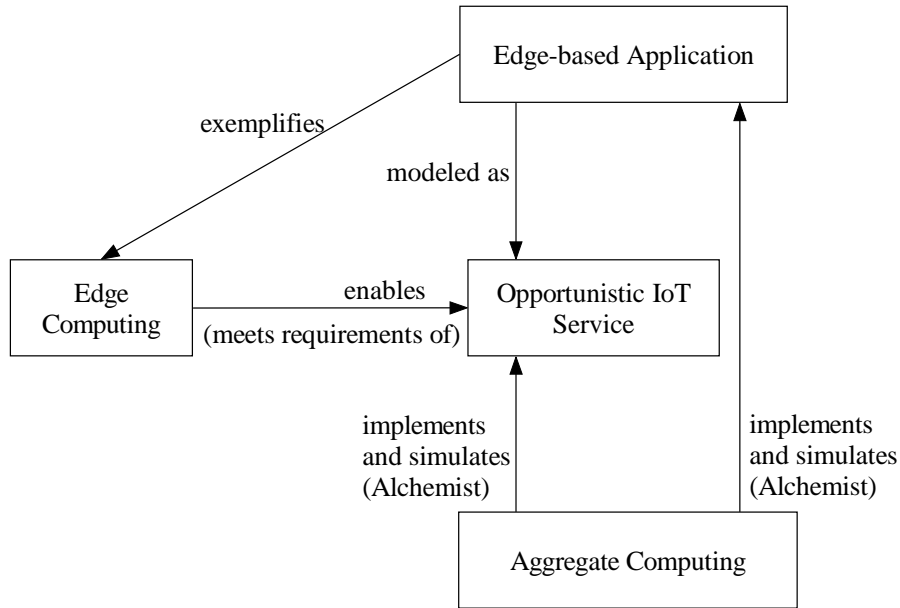 Edge-based Application
exemplifies
modeled as
Edge
Computing
enables
(meets requirements of)
Opportunistic IoT
Service
implements
and simulates
(Alchemist)
implements
and simulates
(Alchemist)
Aggregate Computing